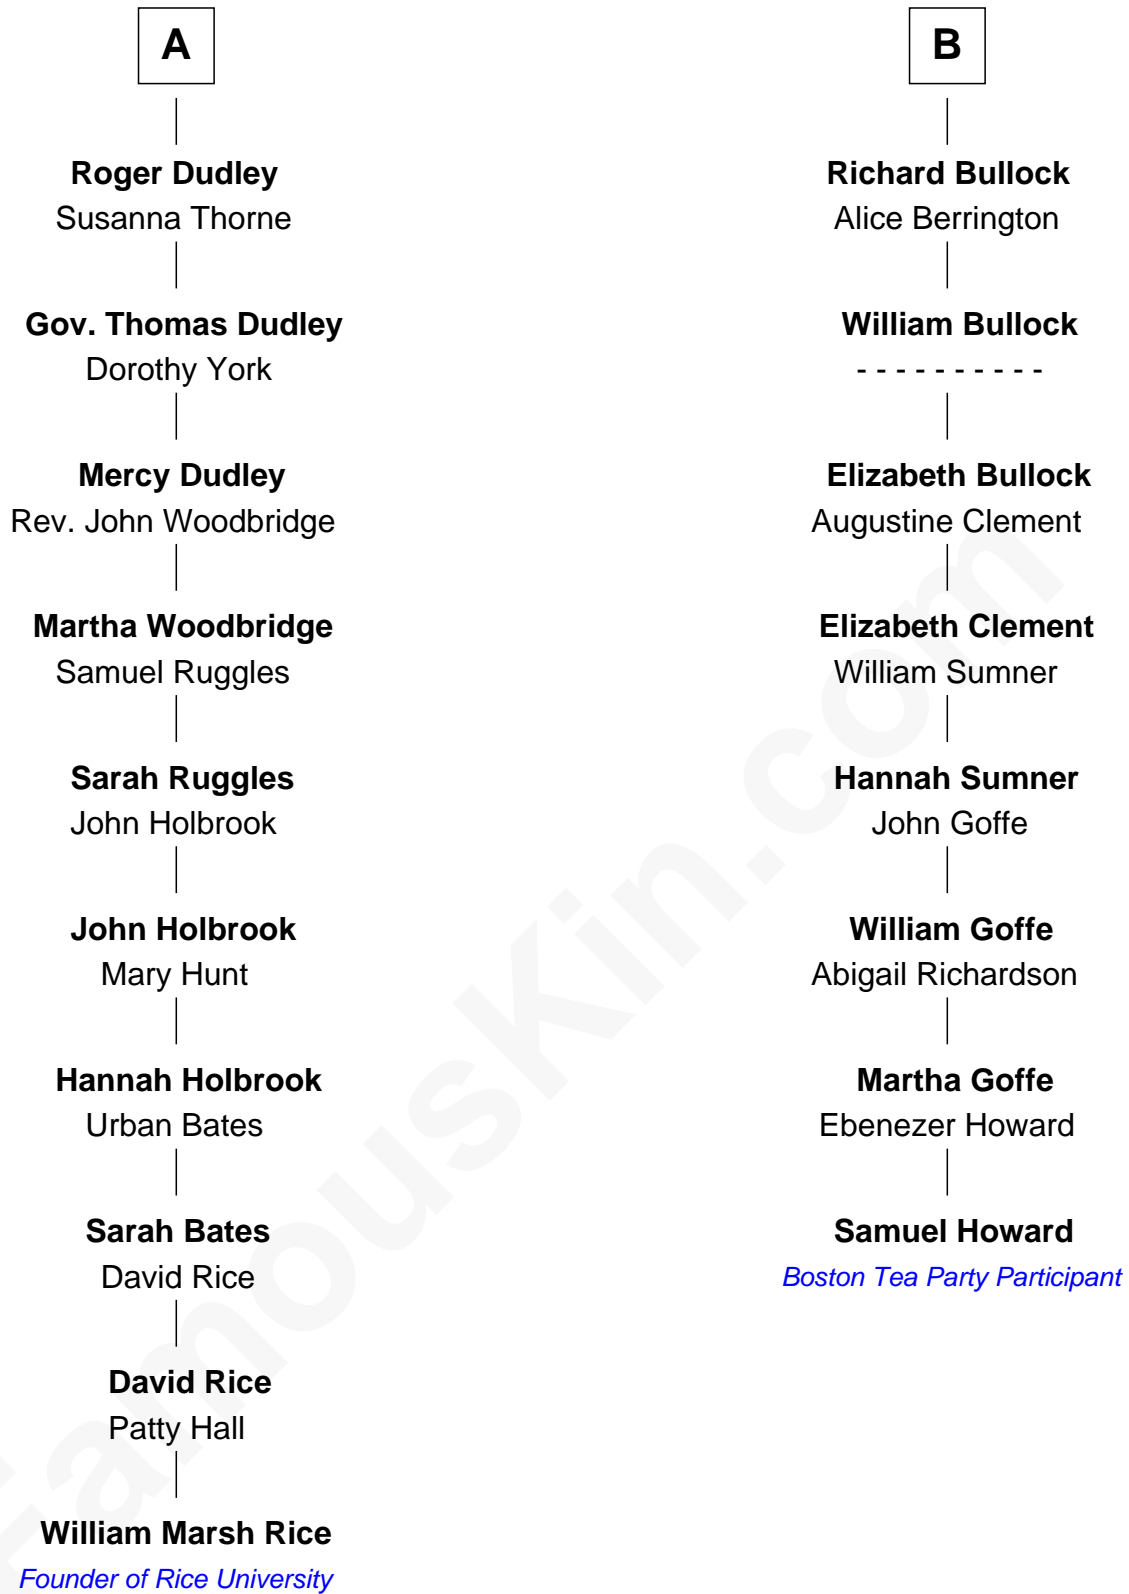 A
Roger Dudley
Susanna Thorne
Gov. Thomas Dudley
Dorothy York
Mercy Dudley
Rev. John Woodbridge
Martha Woodbridge
Samuel Ruggles
Sarah Ruggles
John Holbrook
John Holbrook
Mary Hunt
Hannah Holbrook
Urban Bates
Sarah Bates
David Rice
David Rice
Patty Hall
William Marsh Rice
Founder of Rice University
B
Richard Bullock
Alice Berrington
William Bullock
- - - - - - - - - -
Elizabeth Bullock
Augustine Clement
Elizabeth Clement
William Sumner
Hannah Sumner
John Goffe
William Goffe
Abigail Richardson
Martha Goffe
Ebenezer Howard
Samuel Howard
Boston Tea Party Participant
FamousKin.com